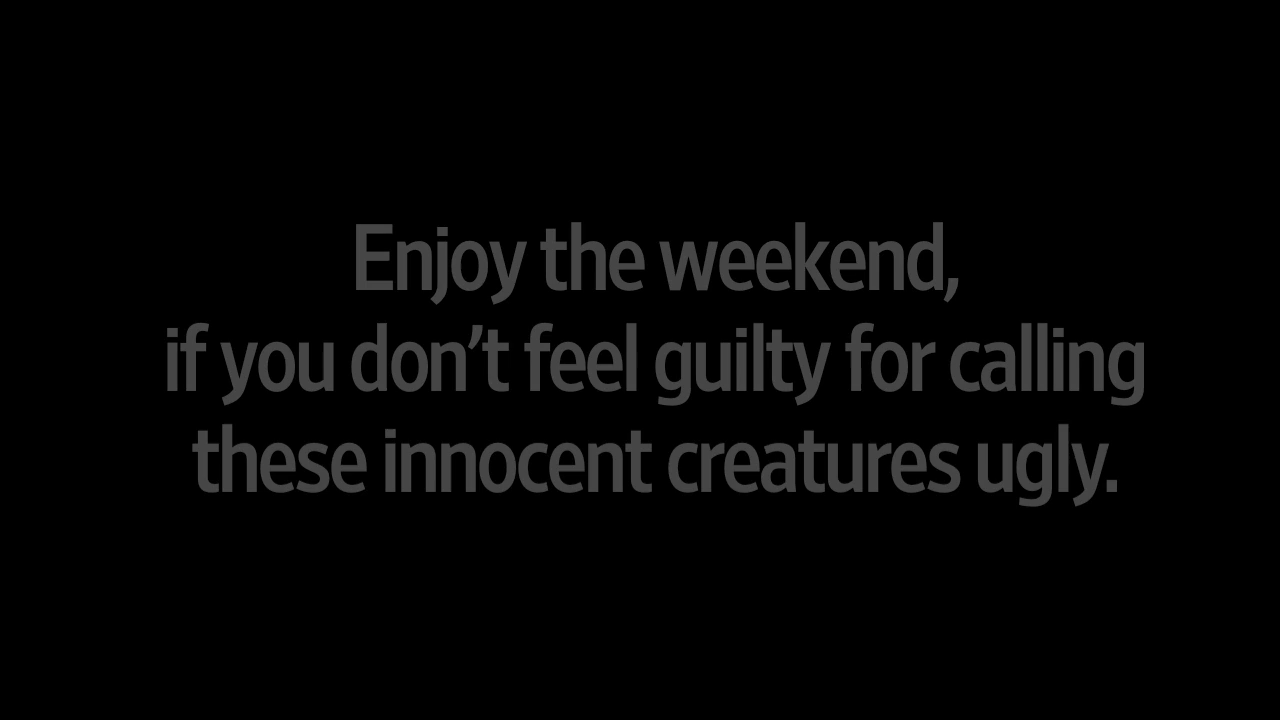 Enjoy the weekend,
if you don’t feel guilty for calling
these innocent creatures ugly.